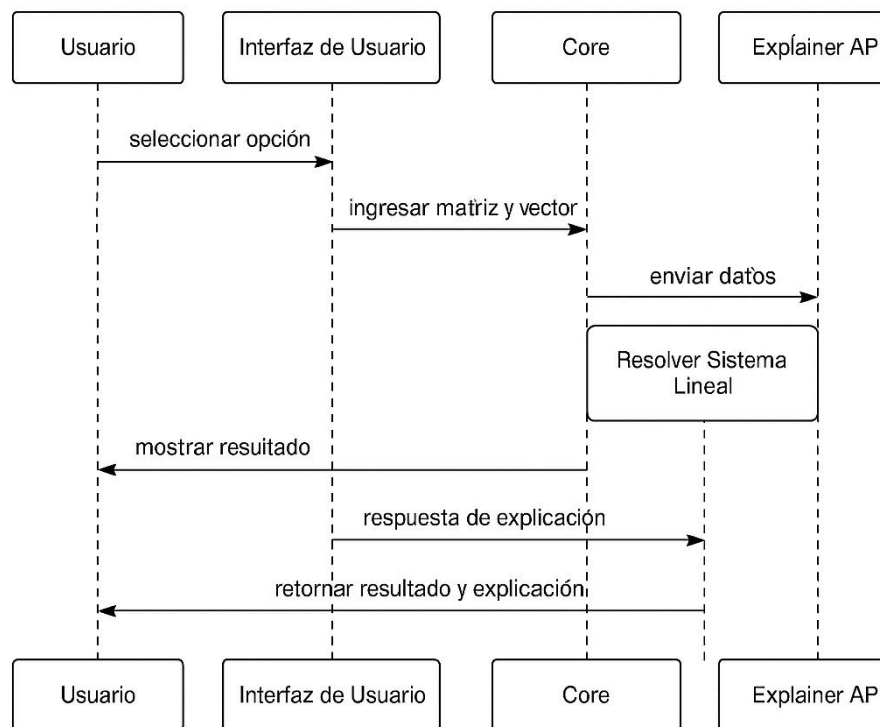 Usuario
Interfaz de Usuario
Core
Explainer AP
seleccionar opción
ingresar matriz y vector
enviar datos
Resolver Sistema
Lineal
mostrar resuitado
respuesta de explicación
retornar resultado y explicación
Usuario
Interfaz de Usuario
Core
Explainer AP